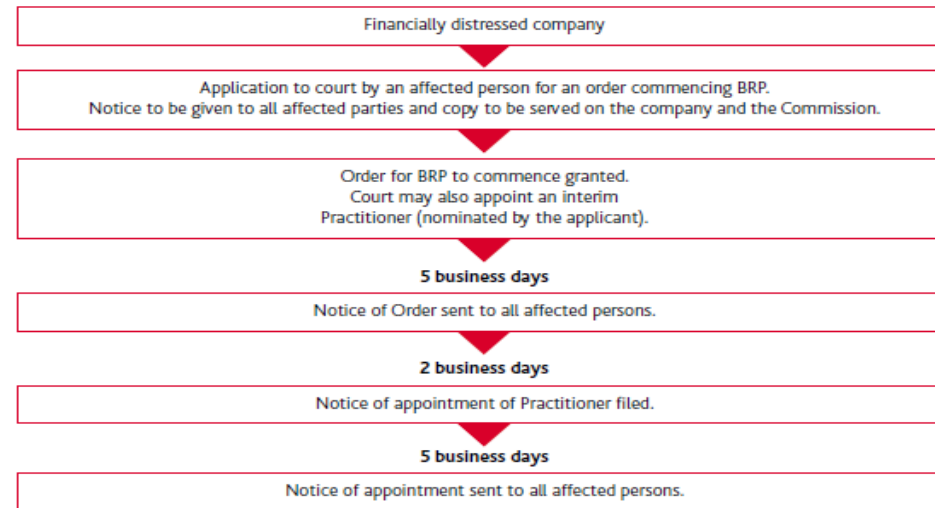 Financially distressed company
Application to court by an affected person for an order commencing BRP.
Notice to be given to all affected parties and copy to be served on the company and the Commission.
Order for BRP to commence granted.
Court may also appoint an interim
Practitioner (nominated by the applicant).
5 business days
Notice of Order sent to all affected persons.
2 business days
Notice of appointment of Practitioner filed.
5 business days
Notice of appointment sent to all affected persons.